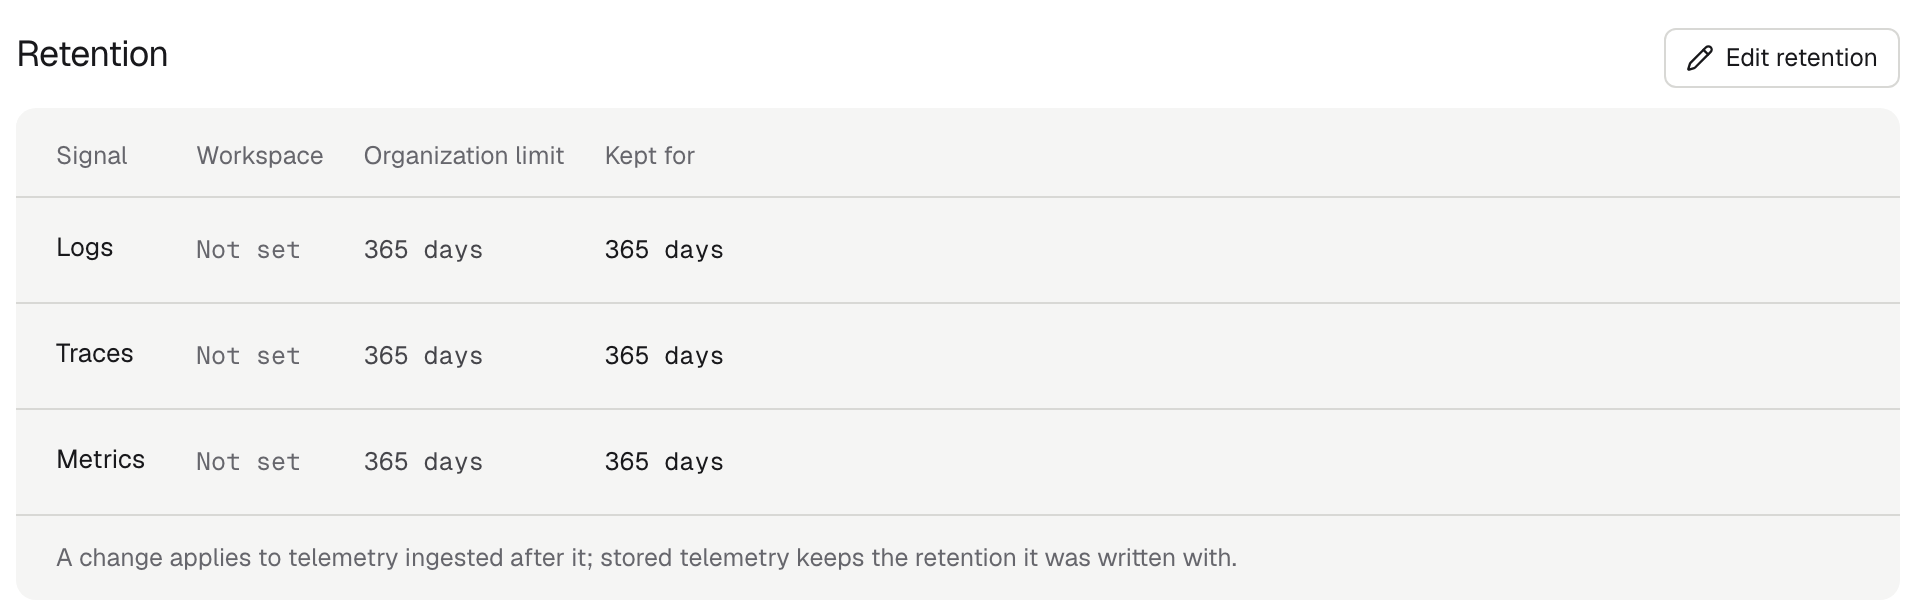 Retention
Edit retention
Signal Workspace Organization limit Kept for
Logs Not set 365 days 365 days
Traces Not set 365 days 365 days
Metrics Not set 365 days 365 days
A change applies to telemetry ingested after it; stored telemetry keeps the retention it was written with.